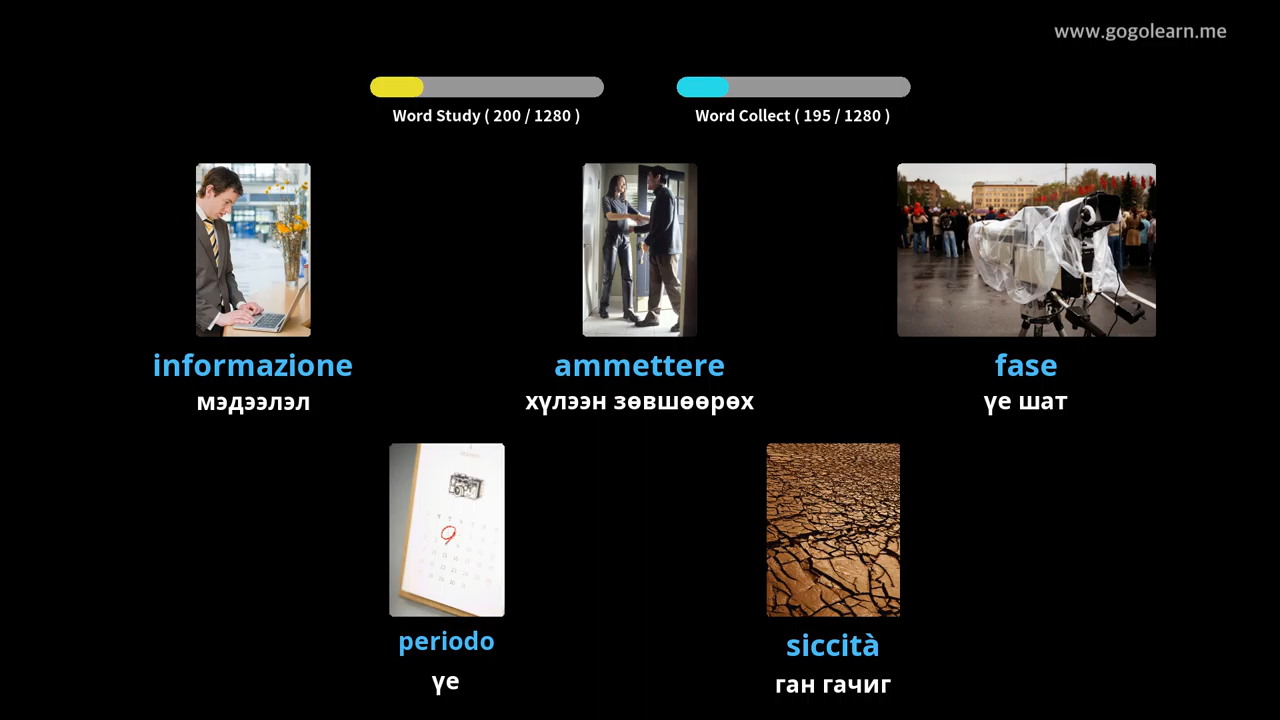 www.gogolearn.me
Word Study ( 200 / 1280 )
Word Collect ( 195 / 1280 )
informazione
мэдээлэл
ammettere
хүлээн зөвшөөрөх
fase
үе шат
periodo
үе
siccità
ган гачиг